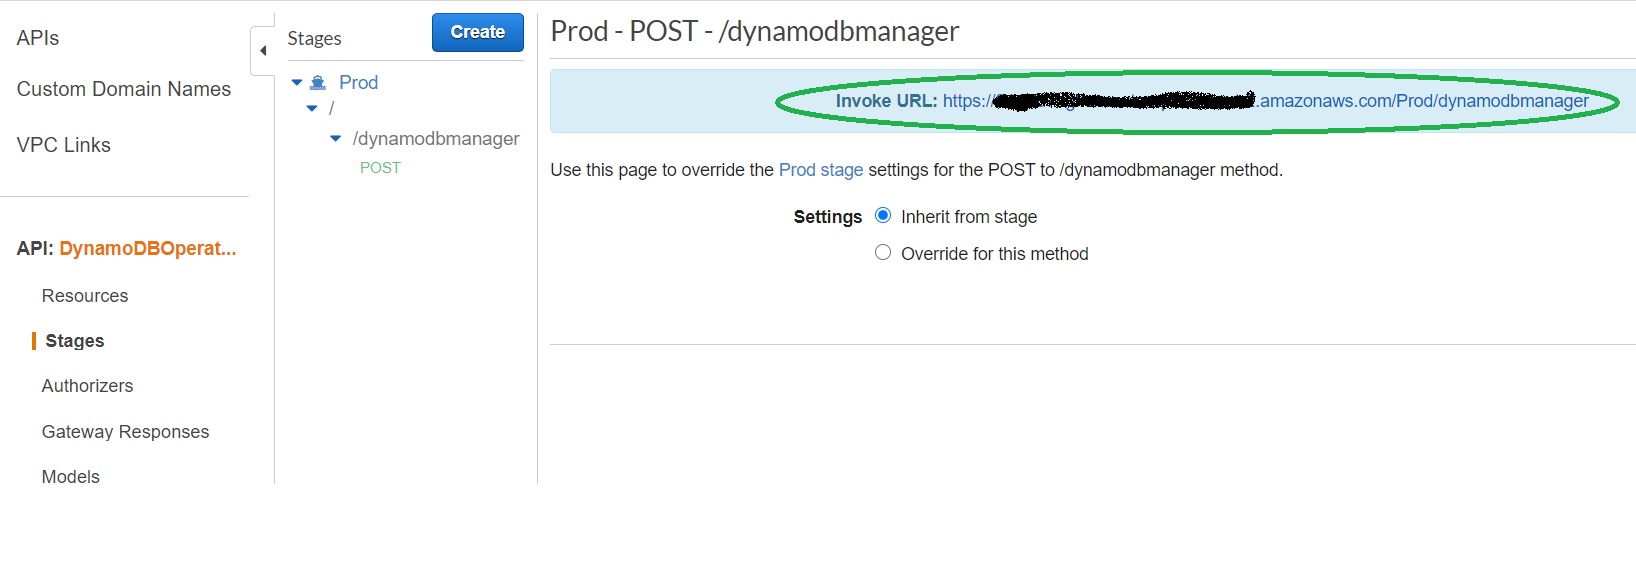 APIs
Custom Domain Names
VPC Links
API: DynamoDBOperat...
Resources
Stages
Authorizers
Gateway Responses
Models
Stages
Create
Prod
/
/dynamodbmanager
POST
Prod - POST - /dynamodbmanager
Invoke URL: https:/ .amazonaws.com/Prod/dynamodbmanager
Use this page to override the Prod stage settings for the POST to /dynamodbmanager method.
Settings
Inherit from stage
Override for this method